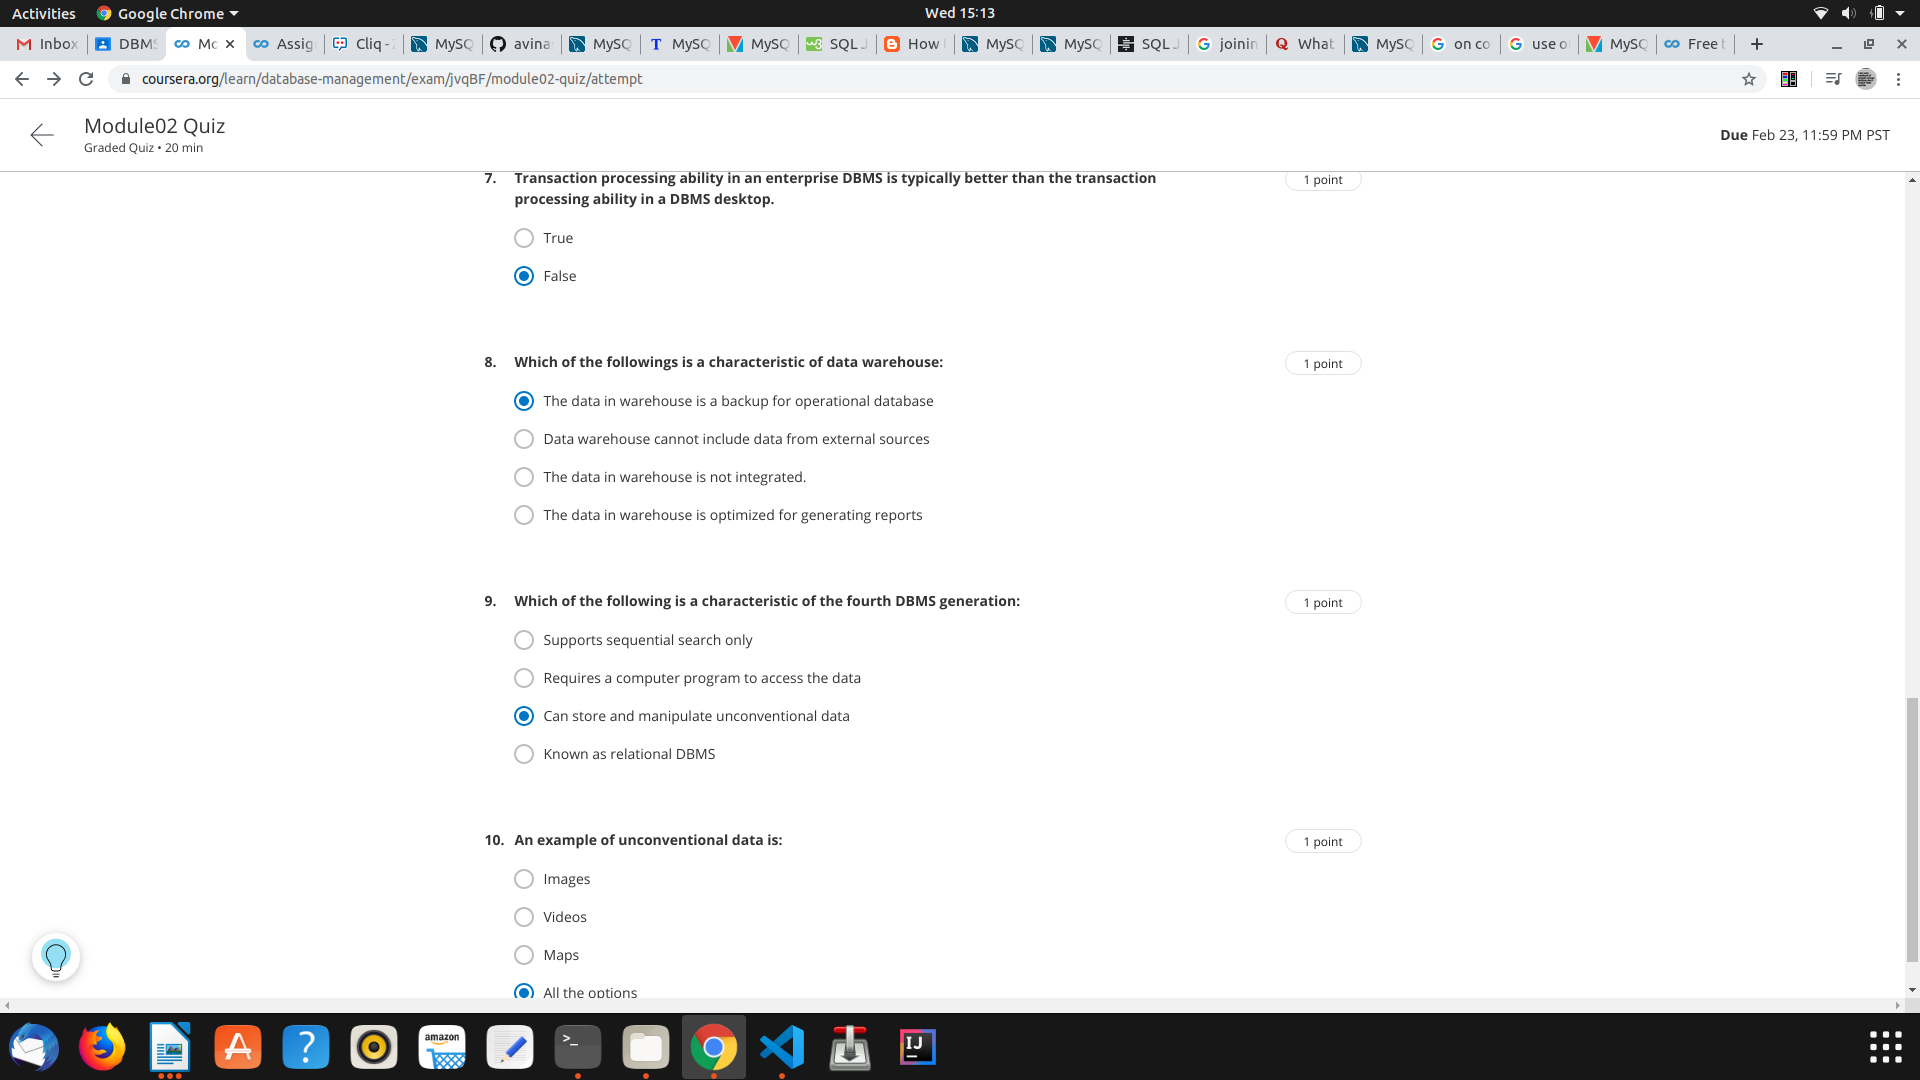 Activities
Google Chrome
Wed 15:13
Inbox
DBMS
Mo
Assig
Cliq -
MySQ
avina
MySQ
MySQ
MySQ
SQL J
How
MySQ
MySQ
SQL J
joinin
What
MySQ
on co
use o
MySQ
Free t
coursera.org/learn/database-management/exam/jvqBF/module02-quiz/attempt
Module02 Quiz
Graded Quiz • 20 min
Due Feb 23, 11:59 PM PST
7. Transaction processing ability in an enterprise DBMS is typically better than the transaction
processing ability in a DBMS desktop.
1 point
True
False
8. Which of the followings is a characteristic of data warehouse:
1 point
The data in warehouse is a backup for operational database
Data warehouse cannot include data from external sources
The data in warehouse is not integrated.
The data in warehouse is optimized for generating reports
9. Which of the following is a characteristic of the fourth DBMS generation:
1 point
Supports sequential search only
Requires a computer program to access the data
Can store and manipulate unconventional data
Known as relational DBMS
10. An example of unconventional data is:
1 point
Images
Videos
Maps
All the options
amazon
IJ